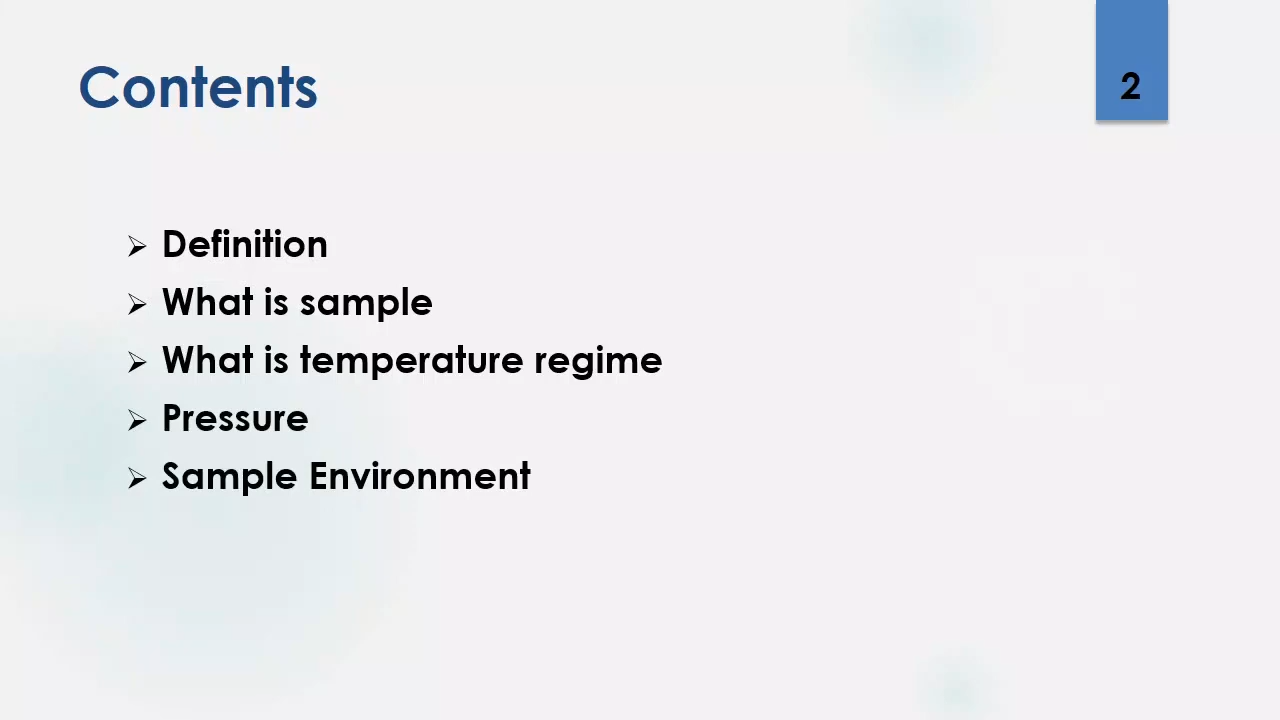 Contents
2
➢ Definition
➢ What is sample
➢ What is temperature regime
➢ Pressure
➢ Sample Environment